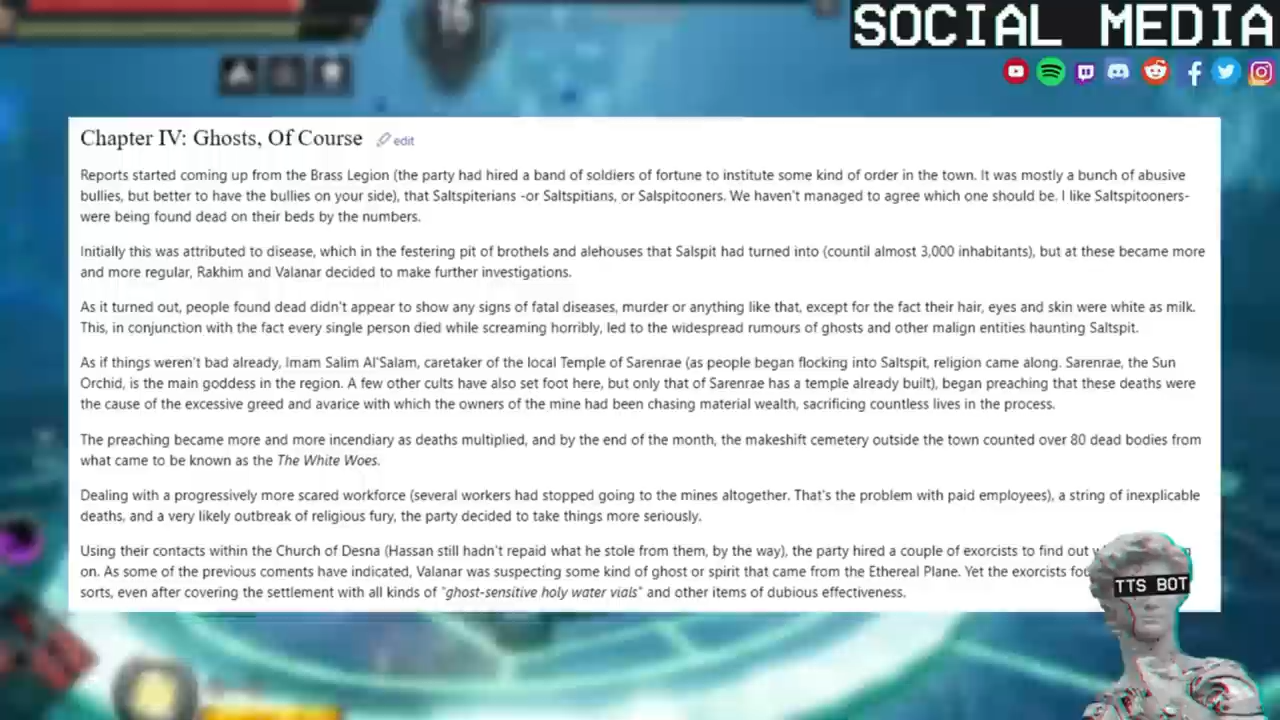 SOCIAL MEDIA
16
Chapter IV: Ghosts, Of Course edit
Reports started coming up from the Brass Legion (the party had hired a band of soldiers of fortune to institute some kind of order in the town. It was mostly a bunch of abusive
bullies, but better to have the bullies on your side), that Saltspiterians -or Saltspitians, or Salspitooners. We haven't managed to agree which one should be. I like Saltspitooners-
were being found dead on their beds by the numbers.
Initially this was attributed to disease, which in the festering pit of brothels and alehouses that Salspit had turned into (countil almost 3,000 inhabitants), but at these became more
and more regular, Rakhim and Valanar decided to make further investigations.
As it turned out, people found dead didn't appear to show any signs of fatal diseases, murder or anything like that, except for the fact their hair, eyes and skin were white as milk.
This, in conjunction with the fact every single person died while screaming horribly, led to the widespread rumours of ghosts and other malign entities haunting Saltspit.
As if things weren't bad already, Imam Salim Al'Salam, caretaker of the local Temple of Sarenrae (as people began flocking into Saltspit, religion came along. Sarenrae, the Sun
Orchid, is the main goddess in the region. A few other cults have also set foot here, but only that of Sarenrae has a temple already built), began preaching that these deaths were
the cause of the excessive greed and avarice with which the owners of the mine had been chasing material wealth, sacrificing countless lives in the process.
The preaching became more and more incendiary as deaths multiplied, and by the end of the month, the makeshift cemetery outside the town counted over 80 dead bodies from
what came to be known as the The White Woes.
Dealing with a progressively more scared workforce (several workers had stopped going to the mines altogether. That's the problem with paid employees), a string of inexplicable
deaths, and a very likely outbreak of religious fury, the party decided to take things more seriously.
Using their contacts within the Church of Desna (Hassan still hadn't repaid what he stole from them, by the way), the party hired a couple of exorcists to find out
on. As some of the previous coments have indicated, Valanar was suspecting some kind of ghost or spirit that came from the Ethereal Plane. Yet the exorcists
sorts, even after covering the settlement with all kinds of "ghost-sensitive holy water vials" and other items of dubious effectiveness.
TTS BOT